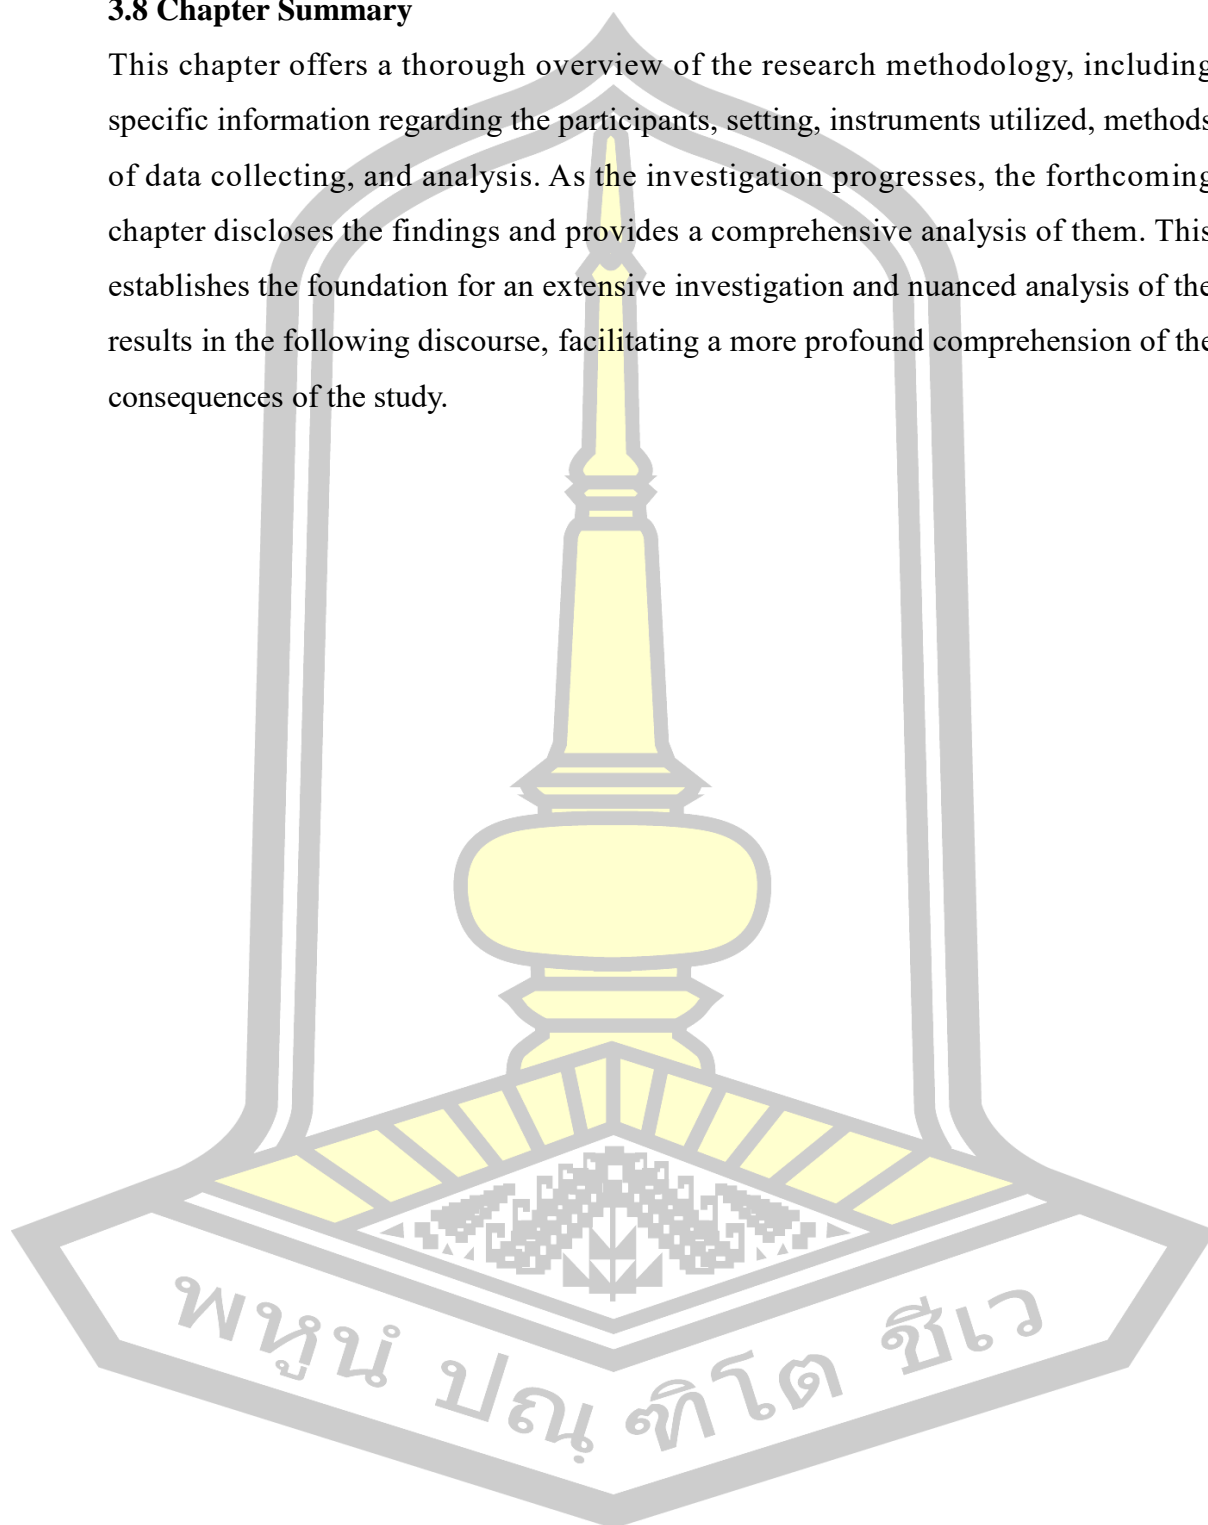 3.8 Chapter Summary
This chapter offers a thorough overview of the research methodology, including
specific information regarding the participants, setting, instruments utilized, methods
of data collecting, and analysis. As the investigation progresses, the forthcoming
chapter discloses the findings and provides a comprehensive analysis of them. This
establishes the foundation for an extensive investigation and nuanced analysis of the
results in the following discourse, facilitating a more profound comprehension of the
consequences of the study.
พหูนํ ปณฺฑิโต ชีเว